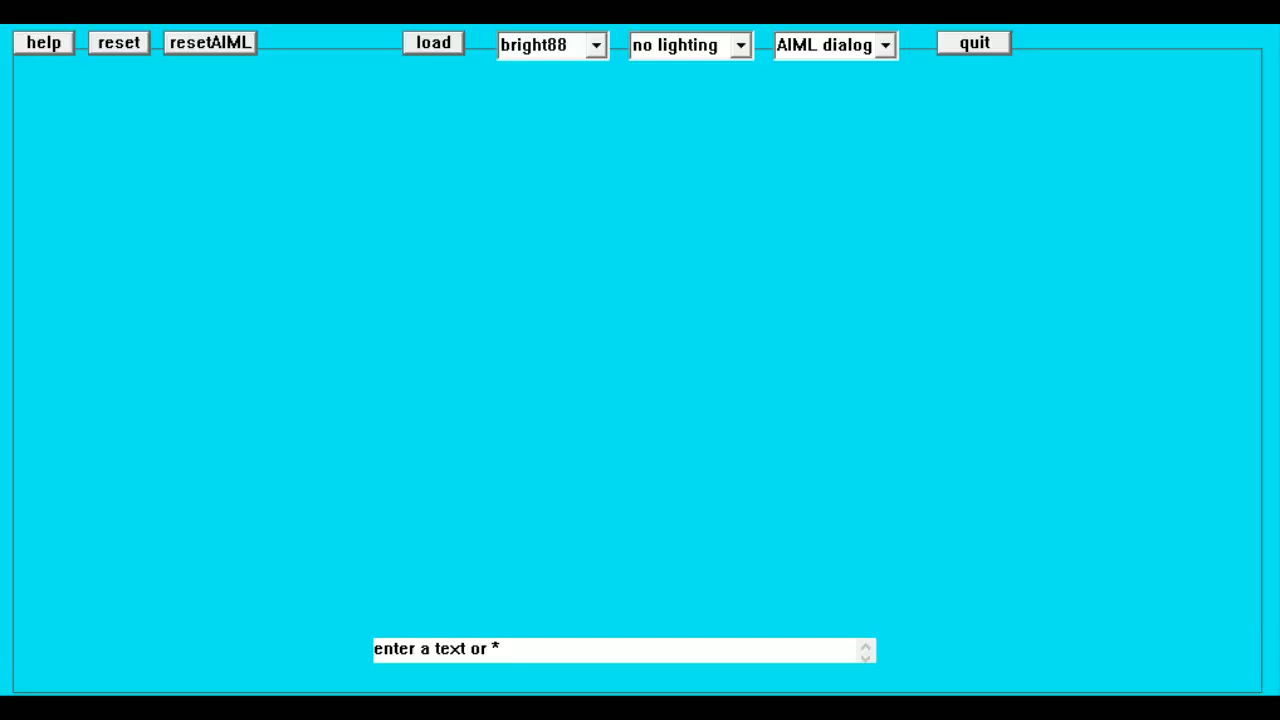 help reset resetAIML load bright88 no lighting AIML dialog quit
enter a text or *